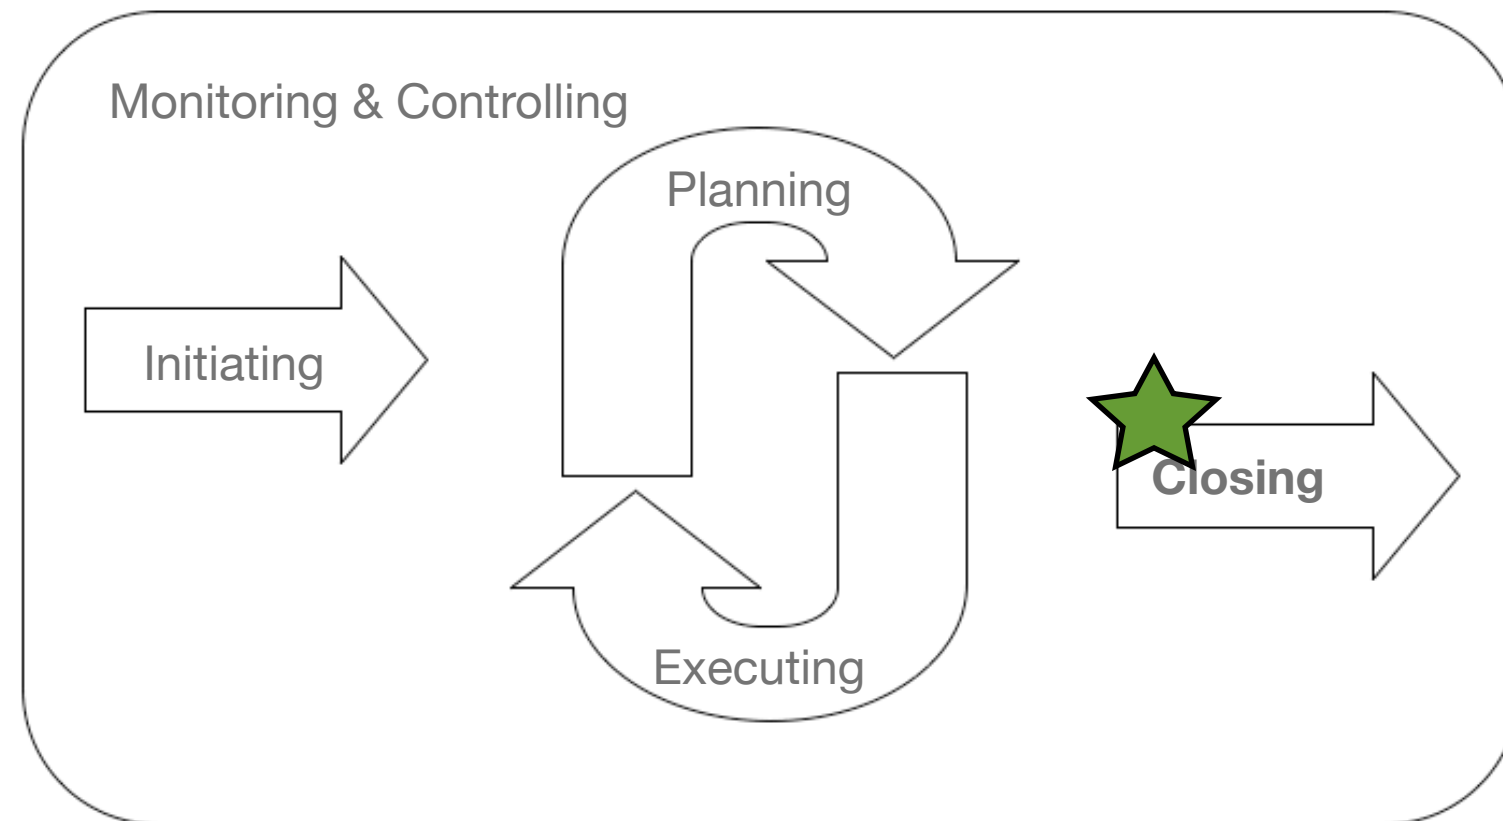 Monitoring & Controlling
Planning
Initiating
Closing
Executing